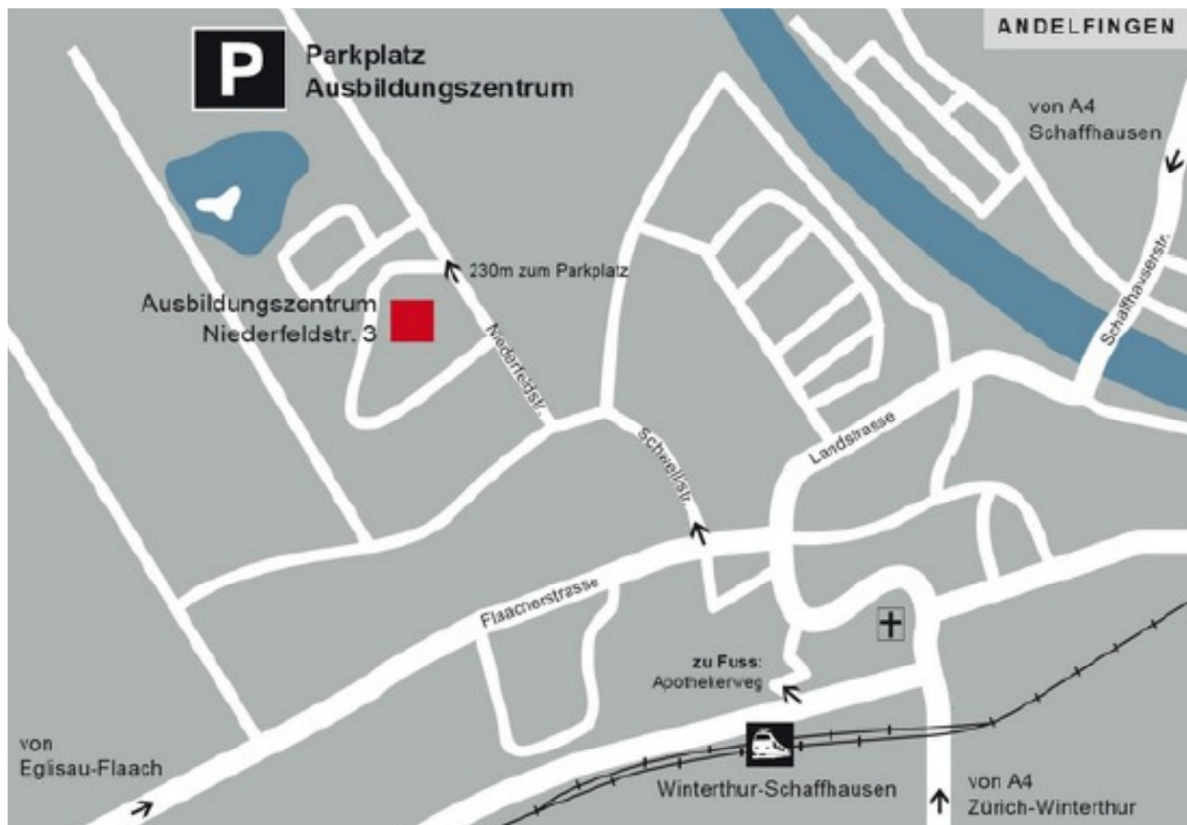 ANDELFINGEN
P
Parkplatz
Ausbildungszentrum
von A4
Schaffhausen
Schaffhauserstr.
230m zum Parkplatz
Ausbildungszentrum
Niederfeldstr. 3
Niederfeldstr.
Landstrasse
Schwellistr.
Flaacherstrasse
zu Fuss:
Apothekerweg
von
Eglisau-Flaach
Winterthur-Schaffhausen
von A4
Zürich-Winterthur